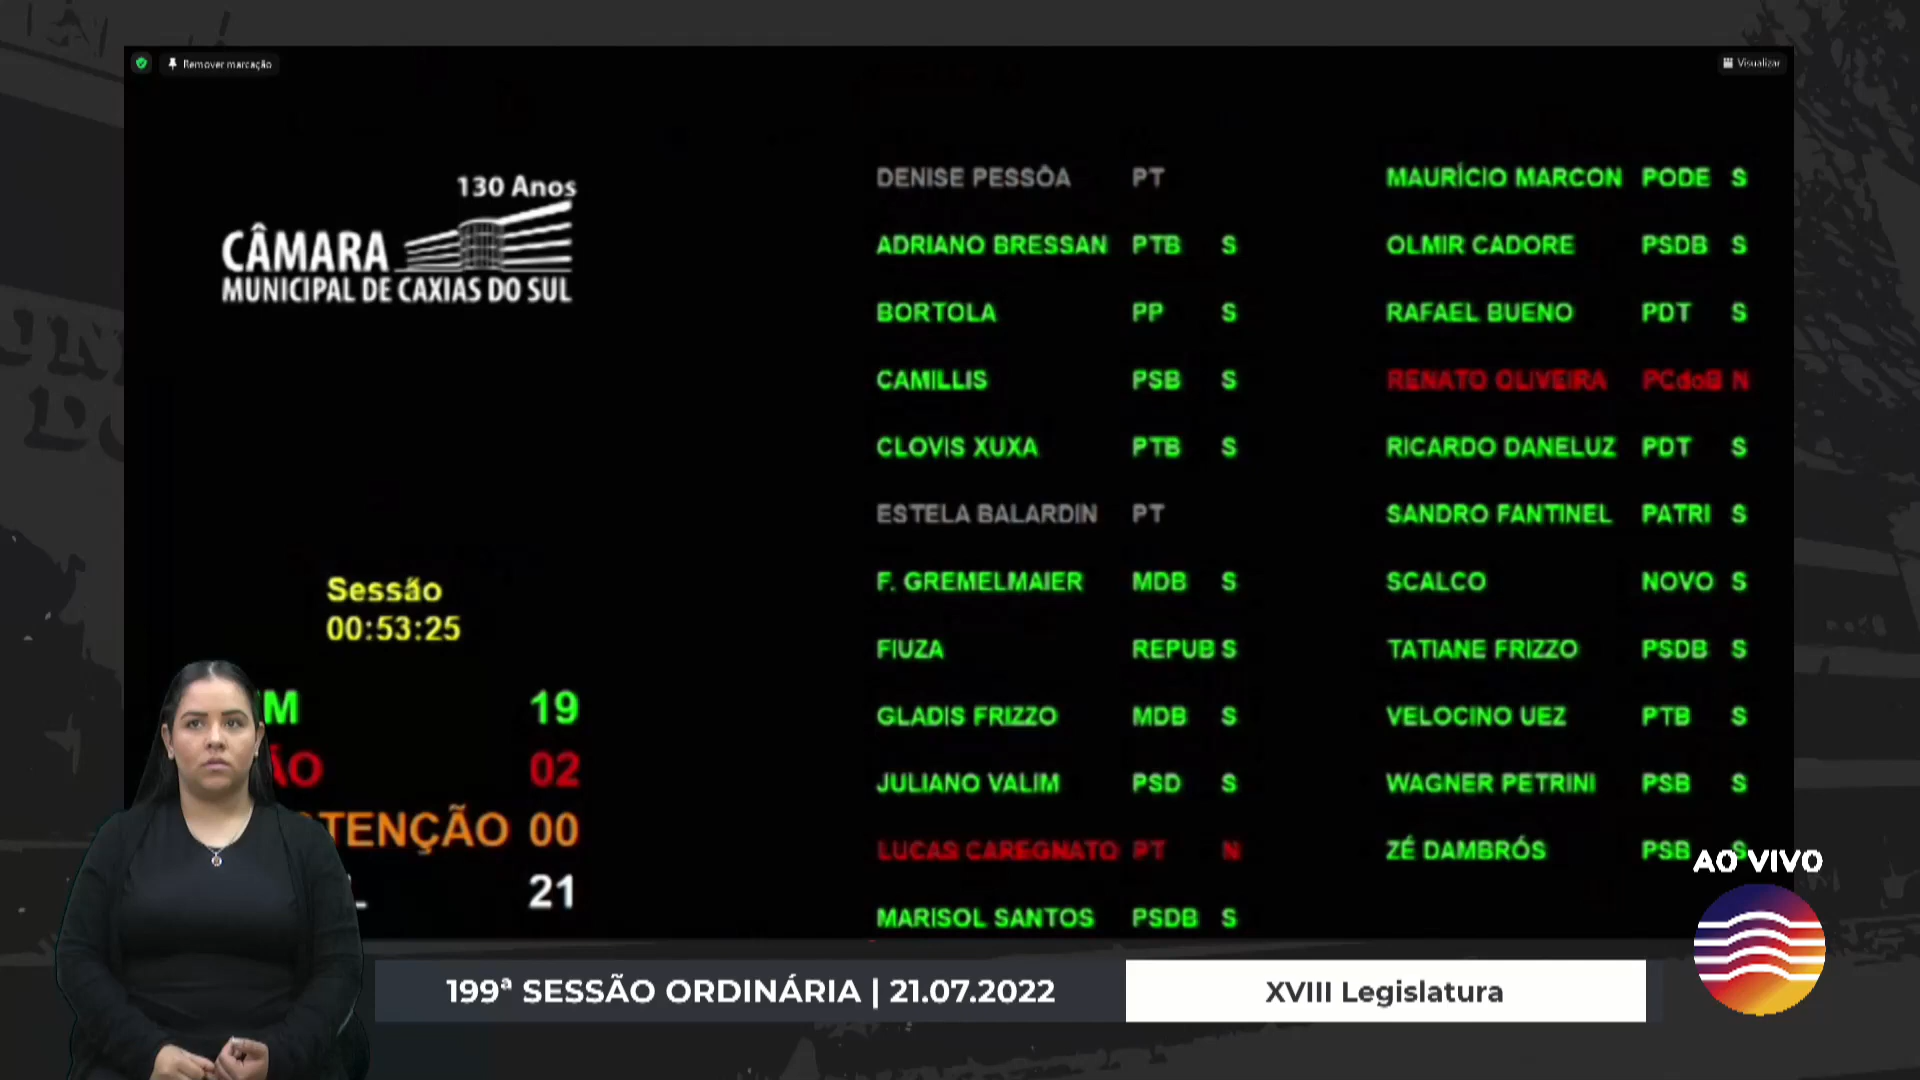 Remover marcação
Visualizar
130 Anos
CÂMARA
MUNICIPAL DE CAXIAS DO SUL
Sessão
00:53:25
IM 19
ÃO 02
TENÇÃO 00
L 21
DENISE PESSÔA PT
ADRIANO BRESSAN PTB S
BORTOLA PP S
CAMILLIS PSB S
CLOVIS XUXA PTB S
ESTELA BALARDIN PT
F. GREMELMAIER MDB S
FIUZA REPUB S
GLADIS FRIZZO MDB S
JULIANO VALIM PSD S
LUCAS CAREGNATO PT N
MARISOL SANTOS PSDB S
MAURÍCIO MARCON PODE S
OLMIR CADORE PSDB S
RAFAEL BUENO PDT S
RENATO OLIVEIRA PCdoB N
RICARDO DANELUZ PDT S
SANDRO FANTINEL PATRI S
SCALCO NOVO S
TATIANE FRIZZO PSDB S
VELOCINO UEZ PTB S
WAGNER PETRINI PSB S
ZÉ DAMBRÓS PSB S
AO VIVO
199ª SESSÃO ORDINÁRIA | 21.07.2022
XVIII Legislatura